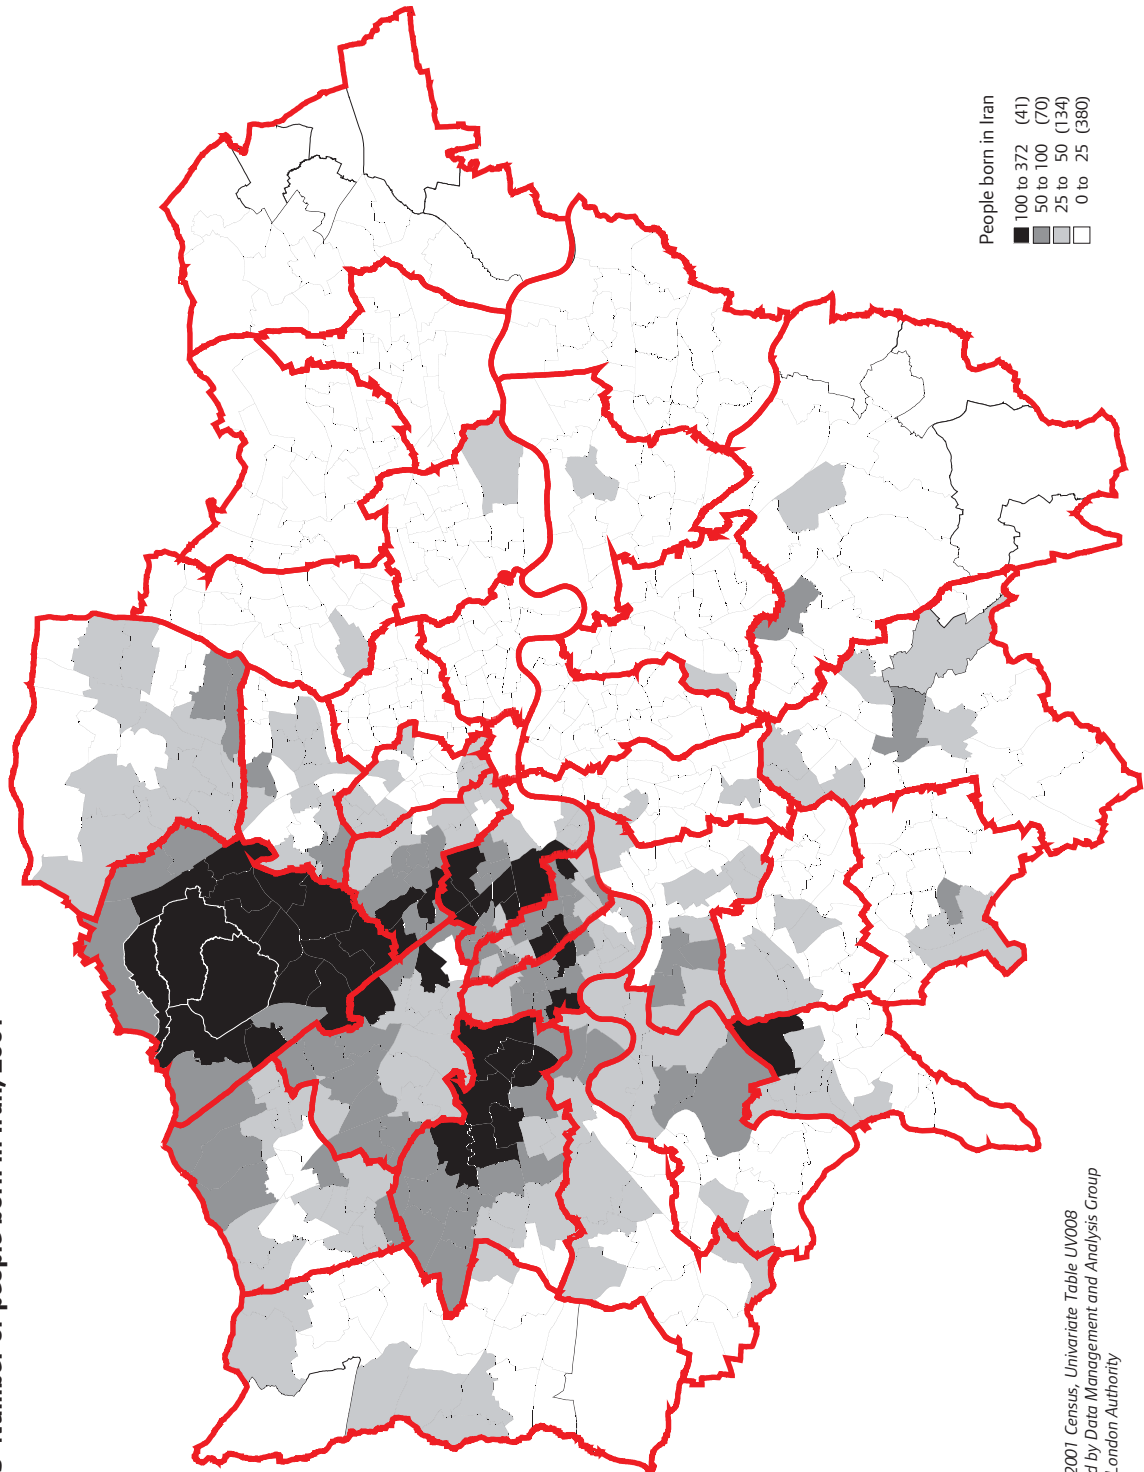 People born in Iran
100 to 372 (41)
50 to 100 (70)
25 to 50 (134)
0 to 25 (380)
2001 Census, Univariate Table UV008
d by Data Management and Analysis Group
London Authority